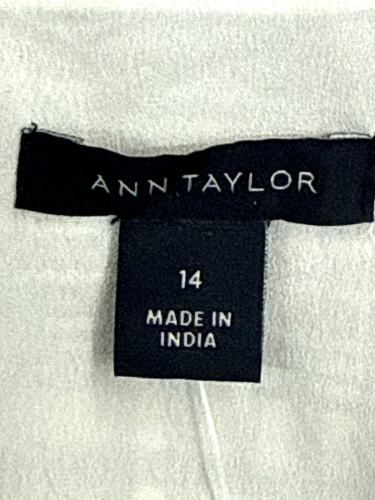 ANN TAYLOR
14
MADE IN
INDIA